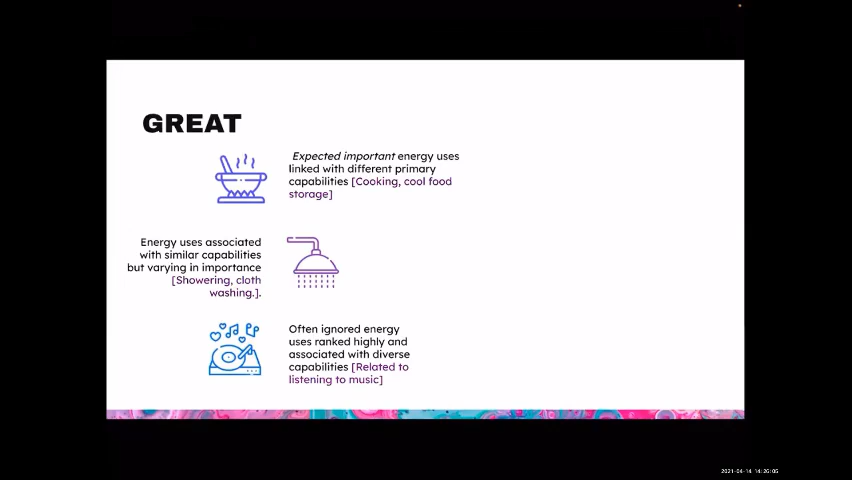 GREAT
Expected important energy uses
linked with different primary
capabilities [Cooking, cool food
storage]
Energy uses associated
with similar capabilities
but varying in importance
[Showering, cloth
washing.].
Often ignored energy
uses ranked highly and
associated with diverse
capabilities [Related to
listening to music]
2021-04-14 14:26:05